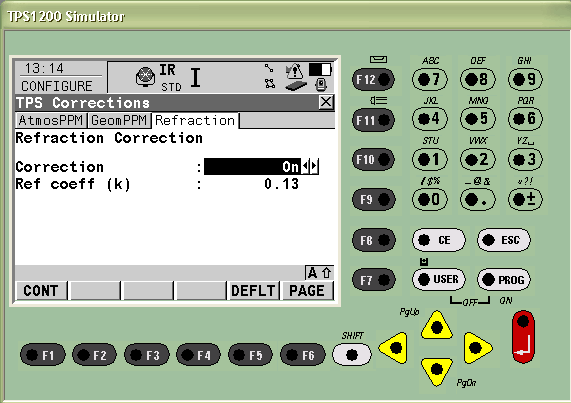 TPS1200 Simulator
13:14
CONFIGURE
IR
STD
I
TPS Corrections
AtmosPPM GeomPPM Refraction
Refraction Correction
Correction : On
Ref coeff (k) : 0.13
A
CONT DEFLT PAGE
F12 ABC 7 DEF 8 GHI 9
F11 JKL 4 MNO 5 PQR 6
F10 STU 1 VWX 2 YZ 3
F9 /$% 0 _@& . *?! ±
F8 CE ESC
F7 USER PROG
OFF ON
PgUp
SHIFT
F1 F2 F3 F4 F5 F6
PgDn